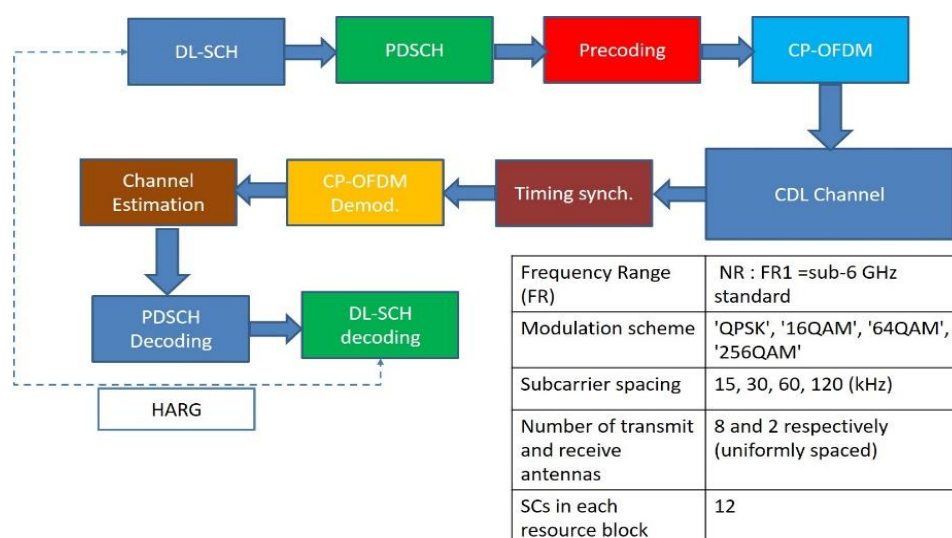 DL-SCH
PDSCH
Precoding
CP-OFDM
Channel
Estimation
CP-OFDM
Demod.
Timing synch.
CDL Channel
PDSCH
Decoding
DL-SCH
decoding
HARG
Frequency Range
(FR)
NR : FR1 =sub-6 GHz
standard
Modulation scheme
'QPSK', '16QAM', '64QAM',
'256QAM'
Subcarrier spacing
15, 30, 60, 120 (kHz)
Number of transmit
and receive
antennas
8 and 2 respectively
(uniformly spaced)
SCs in each
resource block
12